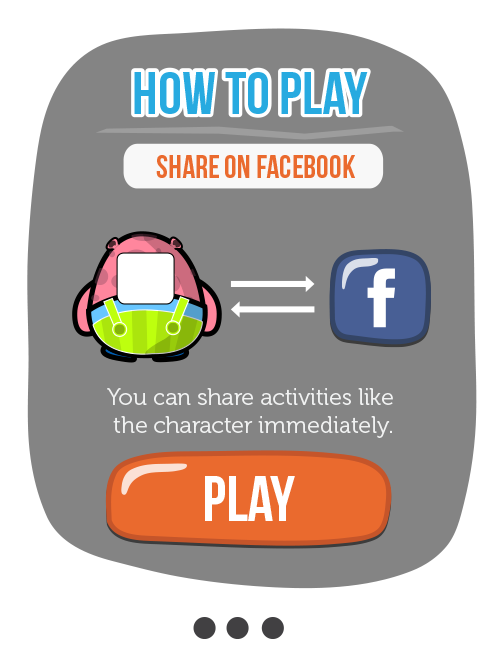 HOW TO PLAY
SHARE ON FACEBOOK
f
You can share activities like
the character immediately.
PLAY